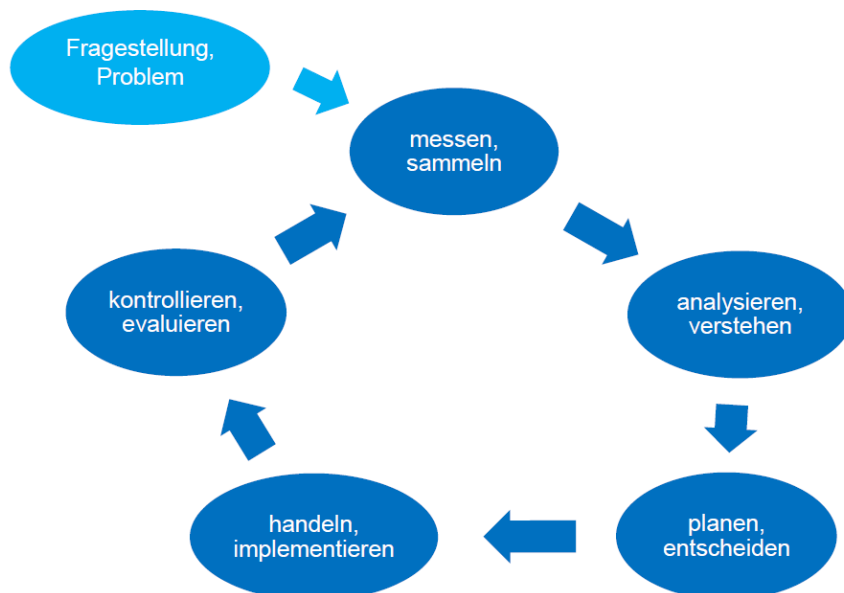 Fragestellung,
Problem
messen,
sammeln
analysieren,
verstehen
planen,
entscheiden
handeln,
implementieren
kontrollieren,
evaluieren